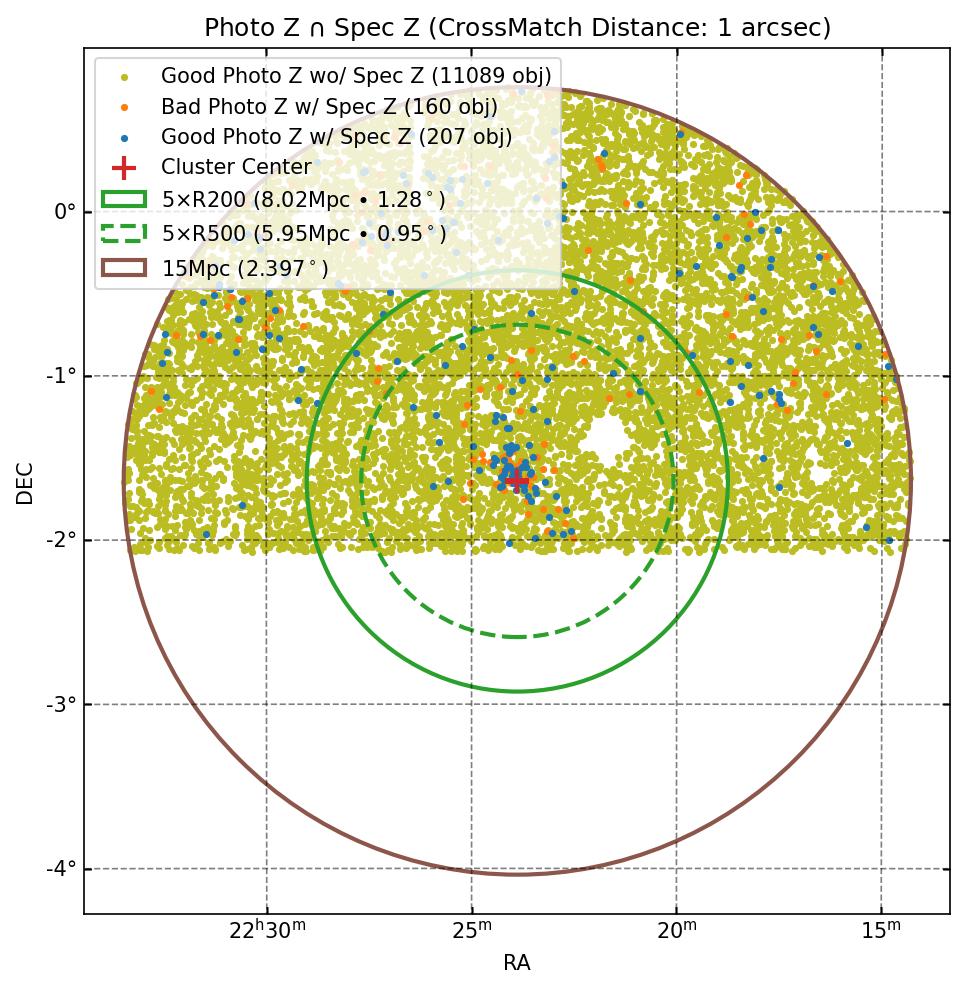 Photo Z ∩ Spec Z (CrossMatch Distance: 1 arcsec)
Good Photo Z wo/ Spec Z (11089 obj)
Bad Photo Z w/ Spec Z (160 obj)
Good Photo Z w/ Spec Z (207 obj)
Cluster Center
5×R200 (8.02Mpc • 1.28°)
5×R500 (5.95Mpc • 0.95°)
15Mpc (2.397°)
0°
-1°
-2°
-3°
-4°
DEC
22ʰ30ᵐ
25ᵐ
20ᵐ
15ᵐ
RA